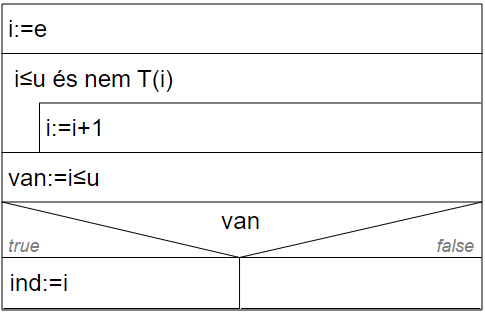 i:=e
i≤u és nem T(i)
i:=i+1
van:=i≤u
van
true
false
ind:=i